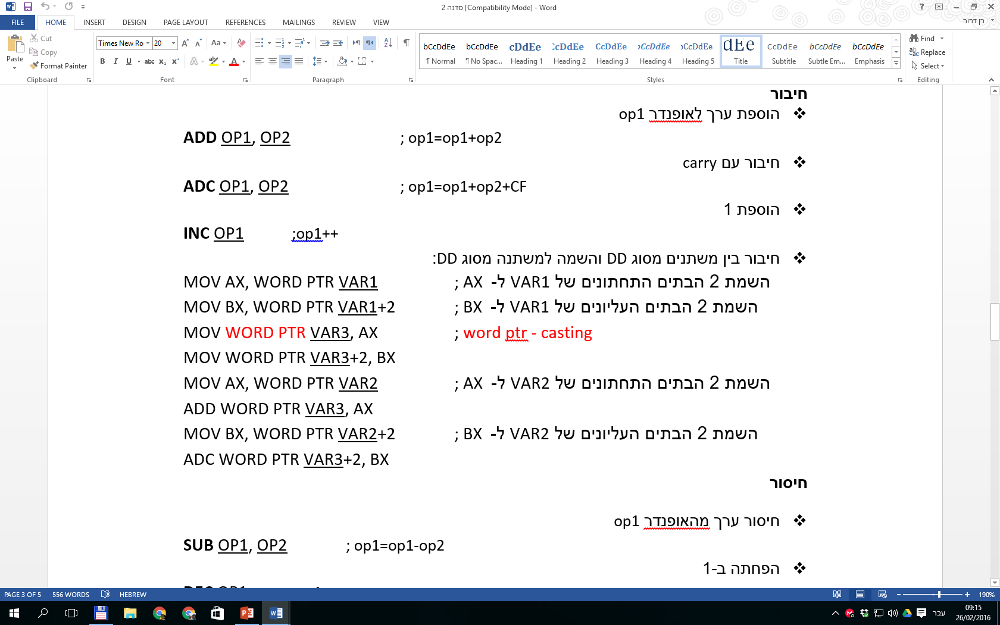 סדנה 2 [Compatibility Mode] - Word
רן דרור
FILE HOME INSERT DESIGN PAGE LAYOUT REFERENCES MAILINGS REVIEW VIEW
Paste
Cut
Copy
Format Painter
Clipboard
Times New Ro 20
Font
Paragraph
bCcDdEe bCcDdEe cDdEe CcDdEe CcDdEe CcDdEe CcDdEe dEe CcDdEe bCcDdEe bCcDdEe
¶ Normal ¶ No Spac... Heading 1 Heading 2 Heading 3 Heading 4 Heading 5 Title Subtitle Subtle Em... Emphasis
Styles
Find
Replace
Select
Editing
חיבור
❖ הוספת ערך לאופנדר op1
ADD OP1, OP2 ; op1=op1+op2
❖ חיבור עם carry
ADC OP1, OP2 ; op1=op1+op2+CF
❖ הוספת 1
INC OP1 ;op1++
❖ חיבור בין משתנים מסוג DD והשמה למשתנה מסוג DD:
MOV AX, WORD PTR VAR1 ; השמת 2 הבתים התחתונים של VAR1 ל- AX
MOV BX, WORD PTR VAR1+2 ; השמת 2 הבתים העליונים של VAR1 ל- BX
MOV WORD PTR VAR3, AX ; word ptr - casting
MOV WORD PTR VAR3+2, BX
MOV AX, WORD PTR VAR2 ; השמת 2 הבתים התחתונים של VAR2 ל- AX
ADD WORD PTR VAR3, AX
MOV BX, WORD PTR VAR2+2 ; השמת 2 הבתים העליונים של VAR2 ל- BX
ADC WORD PTR VAR3+2, BX
חיסור
❖ חיסור ערך מהאופנדר op1
SUB OP1, OP2 ; op1=op1-op2
❖ הפחתה ב-1
DEC OP1
PAGE 3 OF 5 556 WORDS HEBREW 190%
עבר
09:15
26/02/2016